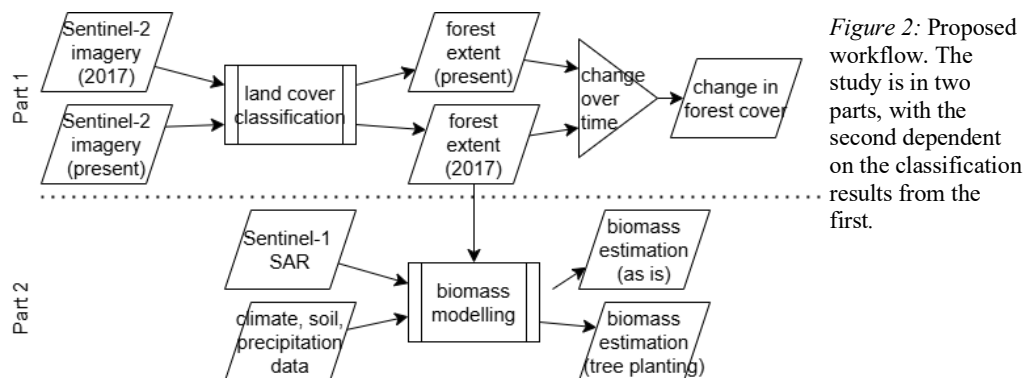 Part 1
Sentinel-2
imagery
(2017)
Sentinel-2
imagery
(present)
land cover
classification
forest
extent
(present)
forest
extent
(2017)
change
over
time
change in
forest cover
Part 2
Sentinel-1
SAR
climate, soil,
precipitation
data
biomass
modelling
biomass
estimation
(as is)
biomass
estimation
(tree planting)
Figure 2: Proposed
workflow. The
study is in two
parts, with the
second dependent
on the classification
results from the
first.